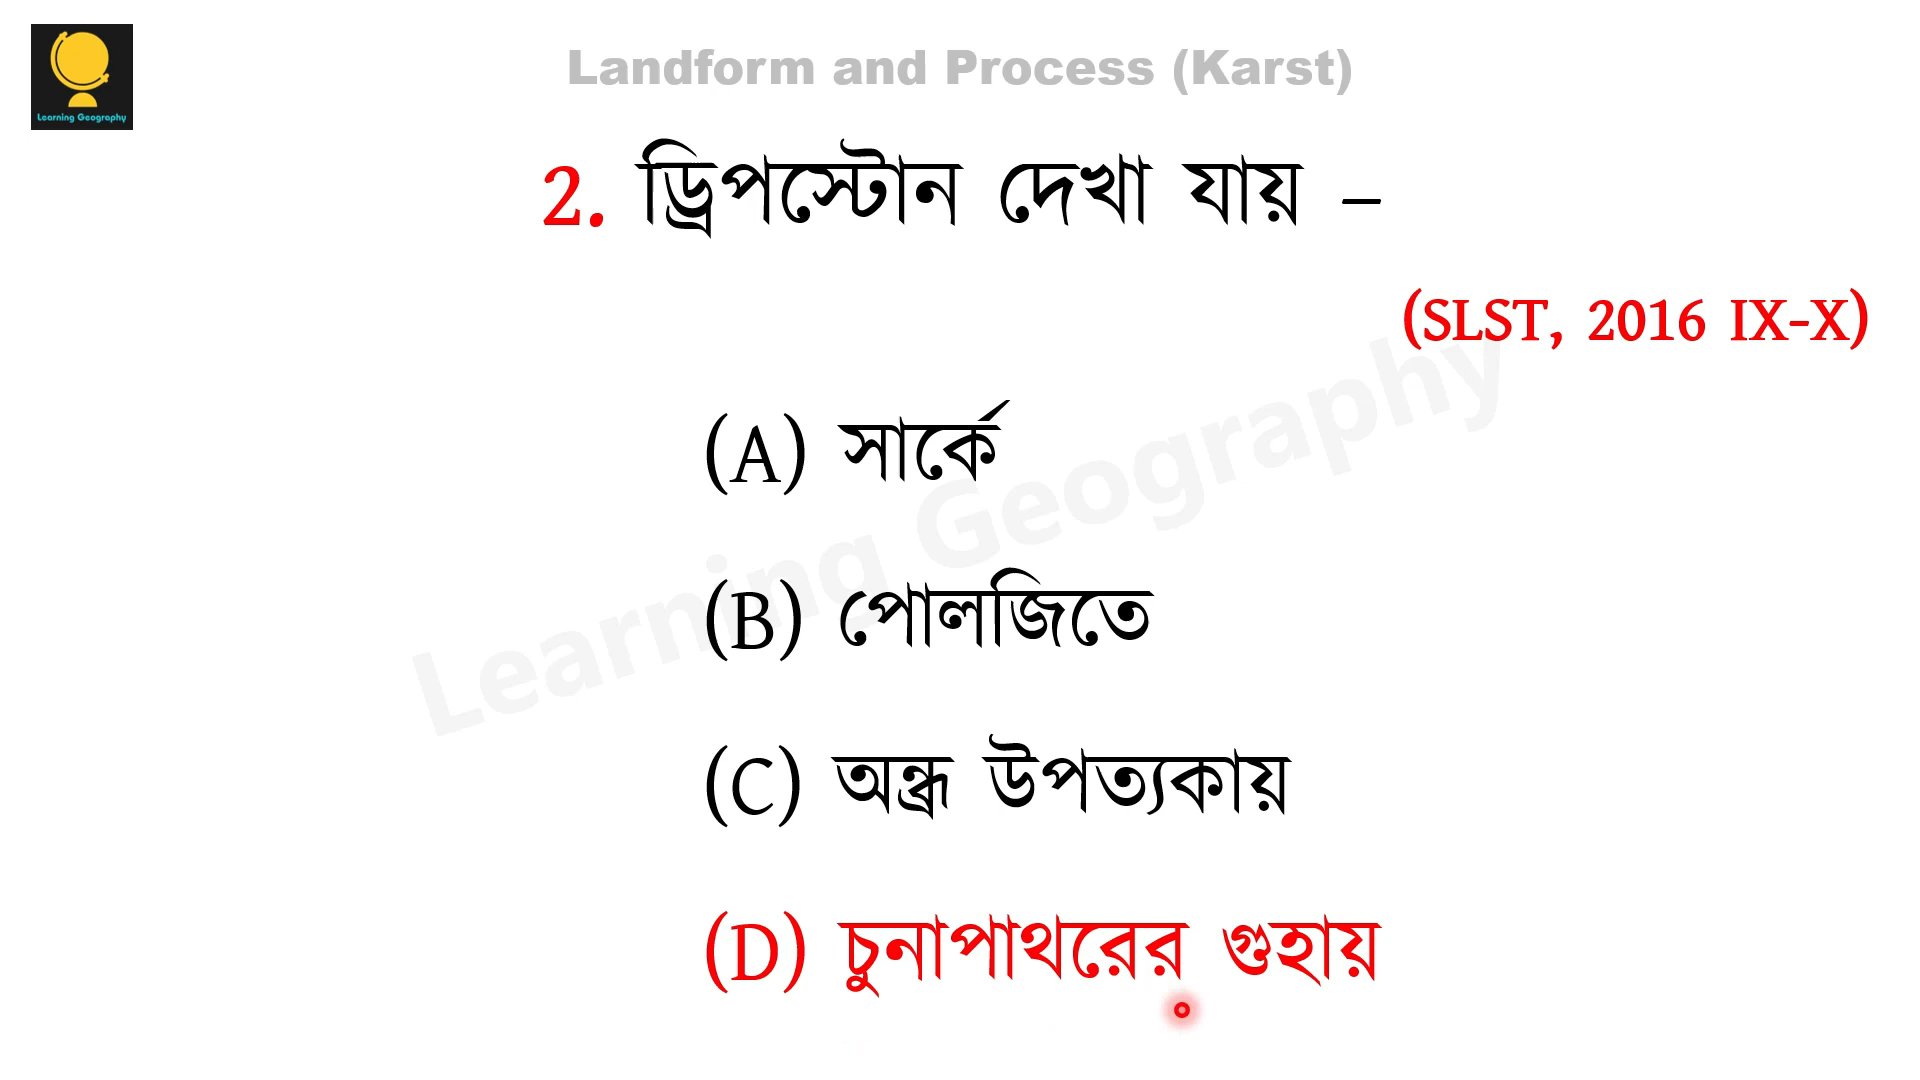 Learning Geography
Landform and Process (Karst)
2. ড্রিপস্টোন দেখা যায় –
(SLST, 2016 IX-X)
(A) সার্কে
(B) পোলজিতে
(C) অন্ধ্র উপত্যকায়
(D) চুনাপাথরের গুহায়
Learning Geography